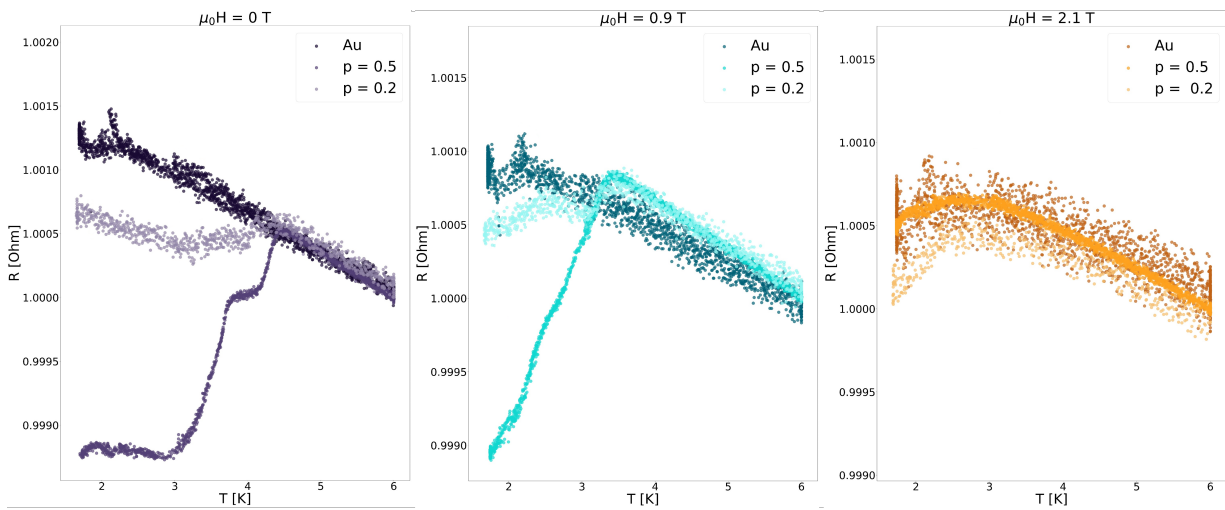 μ₀H = 0 T
R [Ohm]
1.0020
1.0015
1.0010
1.0005
1.0000
0.9995
0.9990
2
3
4
5
6
T [K]
Au
p = 0.5
p = 0.2
μ₀H = 0.9 T
R [Ohm]
1.0015
1.0010
1.0005
1.0000
0.9995
0.9990
2
3
4
5
6
T [K]
Au
p = 0.5
p = 0.2
μ₀H = 2.1 T
R [Ohm]
1.0015
1.0010
1.0005
1.0000
0.9995
0.9990
2
3
4
5
6
T [K]
Au
p = 0.5
p =  0.2